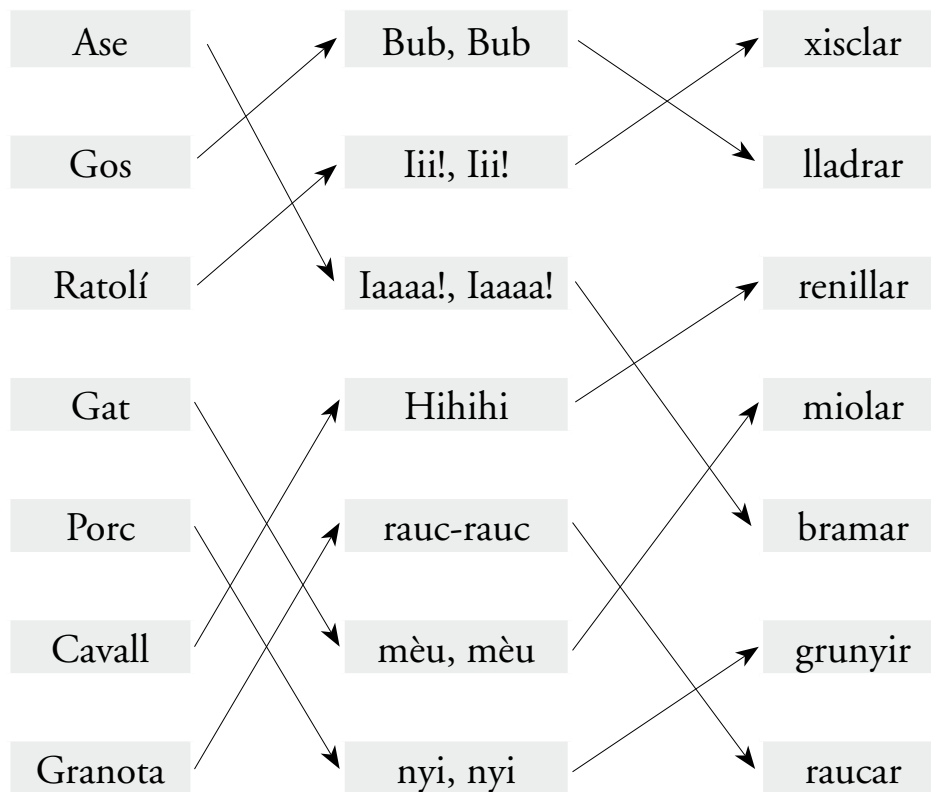 Ase Bub, Bub xisclar
Gos Iii!, Iii! lladrar
Ratolí Iaaaa!, Iaaaa! renillar
Gat Hihihi miolar
Porc rauc-rauc bramar
Cavall mèu, mèu grunyir
Granota nyi, nyi raucar